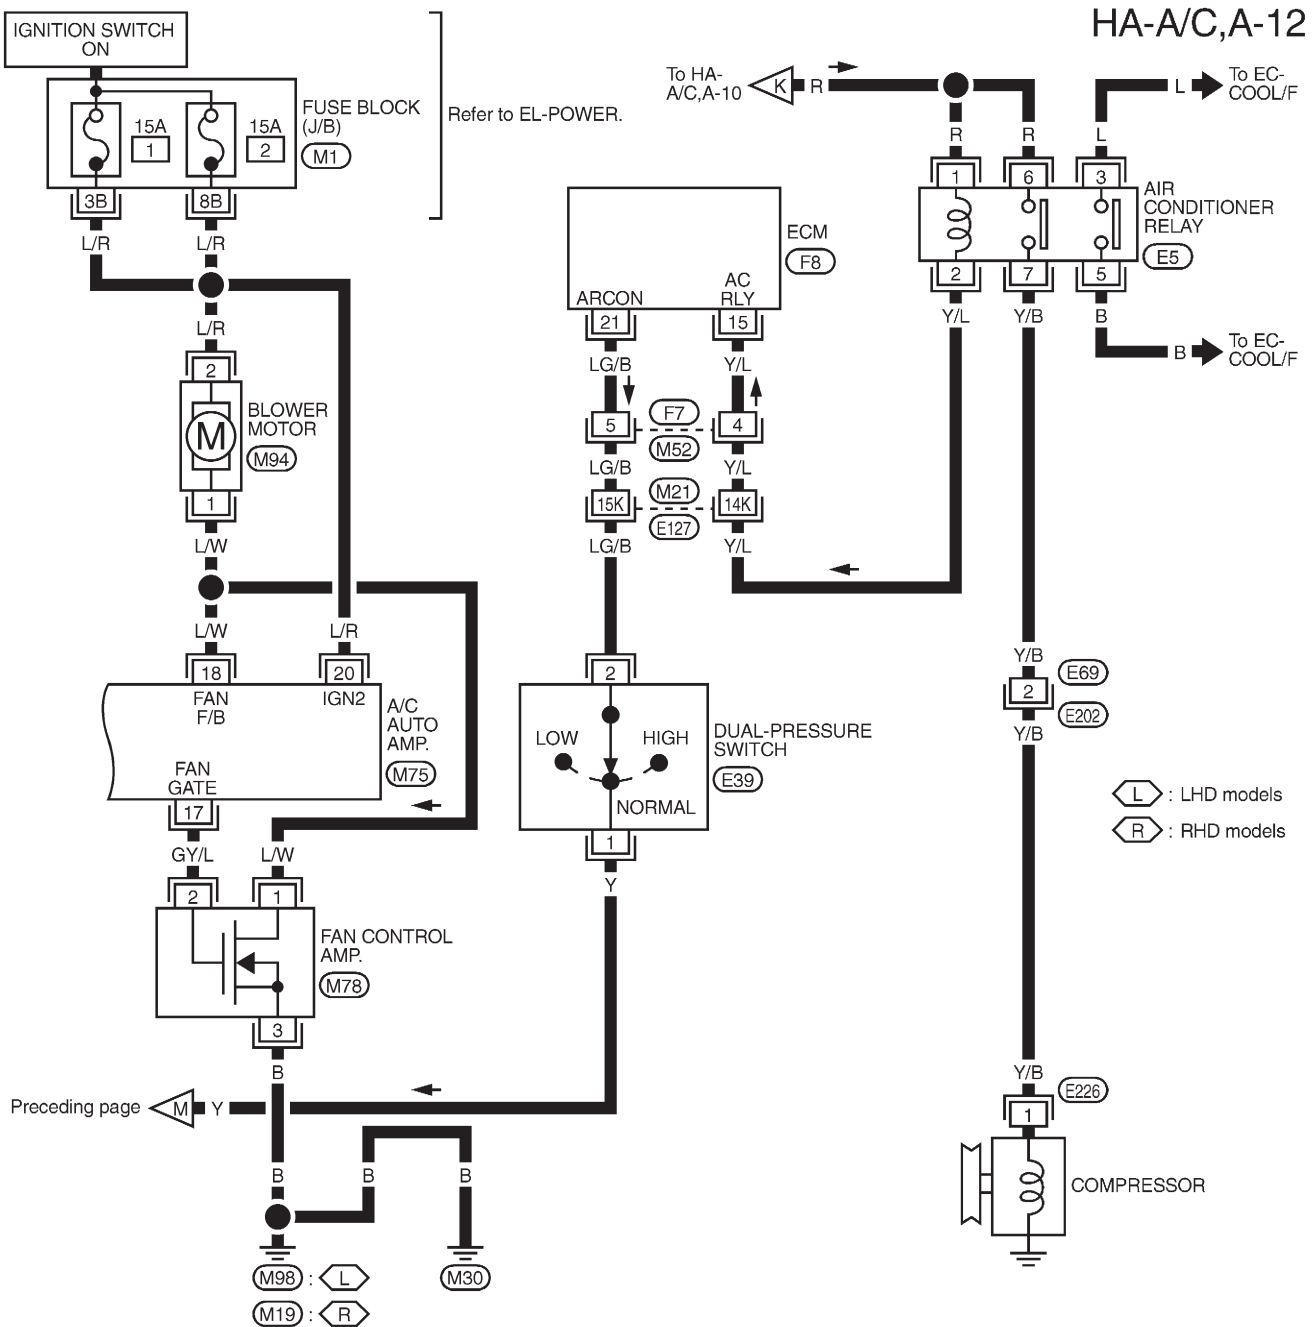 HA-A/C,A-12
IGNITION SWITCH
ON
FUSE BLOCK
(J/B)
M1
15A
1
15A
2
Refer to EL-POWER.
3B
8B
L/R
L/R
L/R
2
BLOWER
MOTOR
M
M94
1
L/W
L/W
L/R
18
20
FAN
F/B
IGN2
A/C
AUTO
AMP.
M75
FAN
GATE
17
GY/L
L/W
2
1
FAN CONTROL
AMP.
M78
3
B
Preceding page
M
Y
B
B
B
M98 : L
M19 : R
M30
ECM
F8
ARCON
AC
RLY
21
15
LG/B
Y/L
5
F7
4
M52
LG/B
Y/L
15K
M21
14K
E127
LG/B
Y/L
2
LOW
HIGH
NORMAL
DUAL-PRESSURE
SWITCH
E39
1
Y
To HA-
A/C,A-10
K
R
L
To EC-
COOL/F
R
R
L
1
6
3
AIR
CONDITIONER
RELAY
E5
2
7
5
Y/L
Y/B
B
B
To EC-
COOL/F
Y/B
2
E69
E202
Y/B
L : LHD models
R : RHD models
Y/B
E226
1
COMPRESSOR